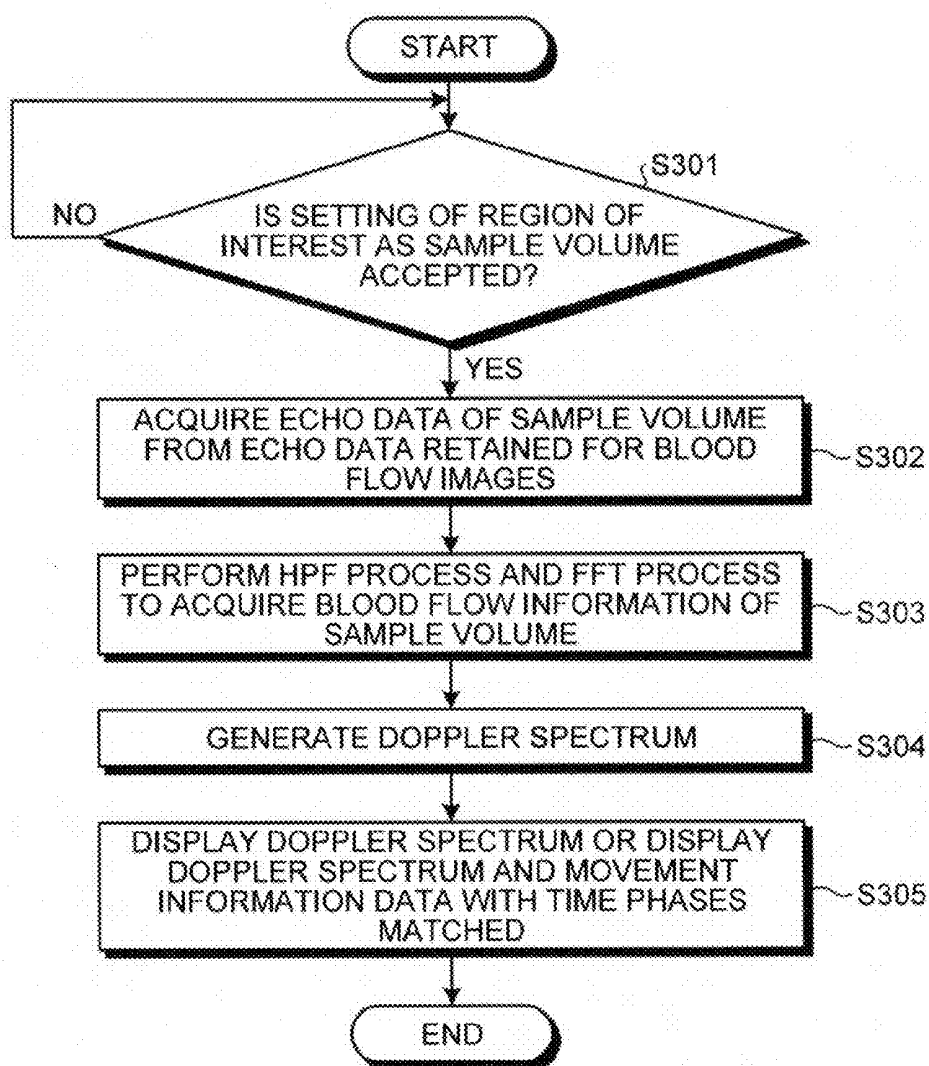 START
S301
NO
IS SETTING OF REGION OF
INTEREST AS SAMPLE VOLUME
ACCEPTED?
YES
ACQUIRE ECHO DATA OF SAMPLE VOLUME
FROM ECHO DATA RETAINED FOR BLOOD
FLOW IMAGES
S302
PERFORM HPF PROCESS AND FFT PROCESS
TO ACQUIRE BLOOD FLOW INFORMATION OF
SAMPLE VOLUME
S303
GENERATE DOPPLER SPECTRUM
S304
DISPLAY DOPPLER SPECTRUM OR DISPLAY
DOPPLER SPECTRUM AND MOVEMENT
INFORMATION DATA WITH TIME PHASES
MATCHED
S305
END